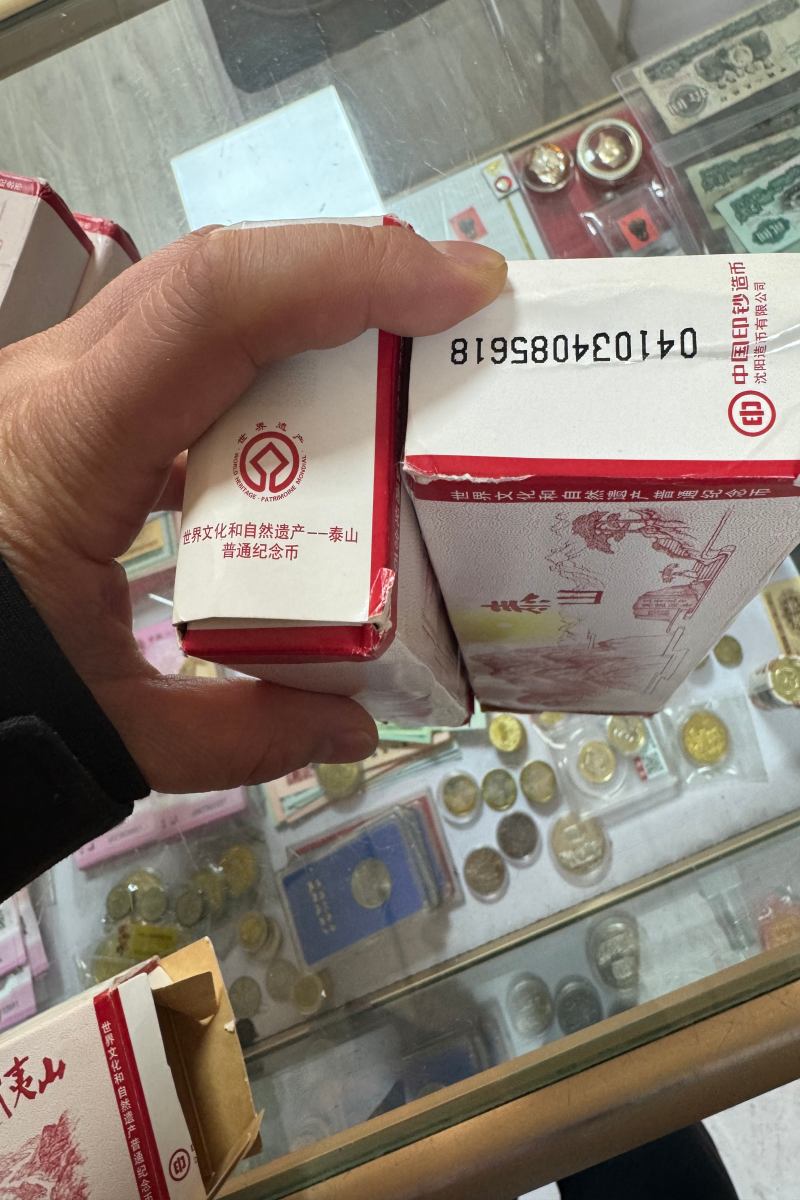 世界遗产
WORLD HERITAGE · PATRIMOINE MONDIAL
世界文化和自然遗产——泰山
普通纪念币
041034085618
中国印钞造币
沈阳造币有限公司
世界文化和自然遗产 普通纪念币
泰山
夷山
世界文化和自然遗产 普通纪念币